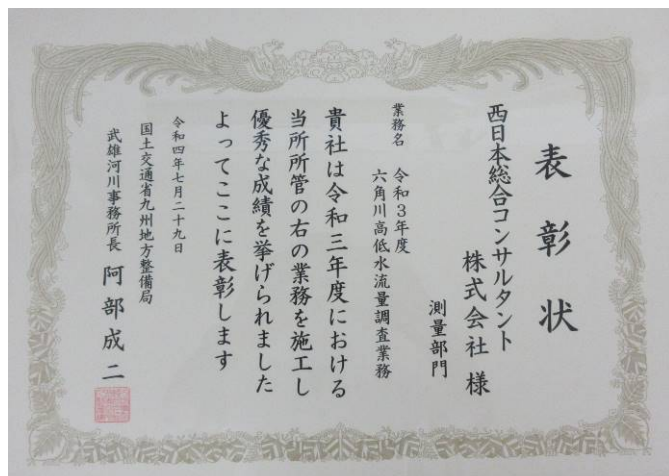 表彰状
西日本総合コンサルタント
株式会社 様
測量部門
業務名 令和3年度
六角川高低水流量調査業務
貴社は令和三年度における
当所所管の右の業務を施工し
優秀な成績を挙げられました
よってここに表彰します
令和四年七月二十九日
国土交通省九州地方整備局
武雄河川事務所長 阿部成二